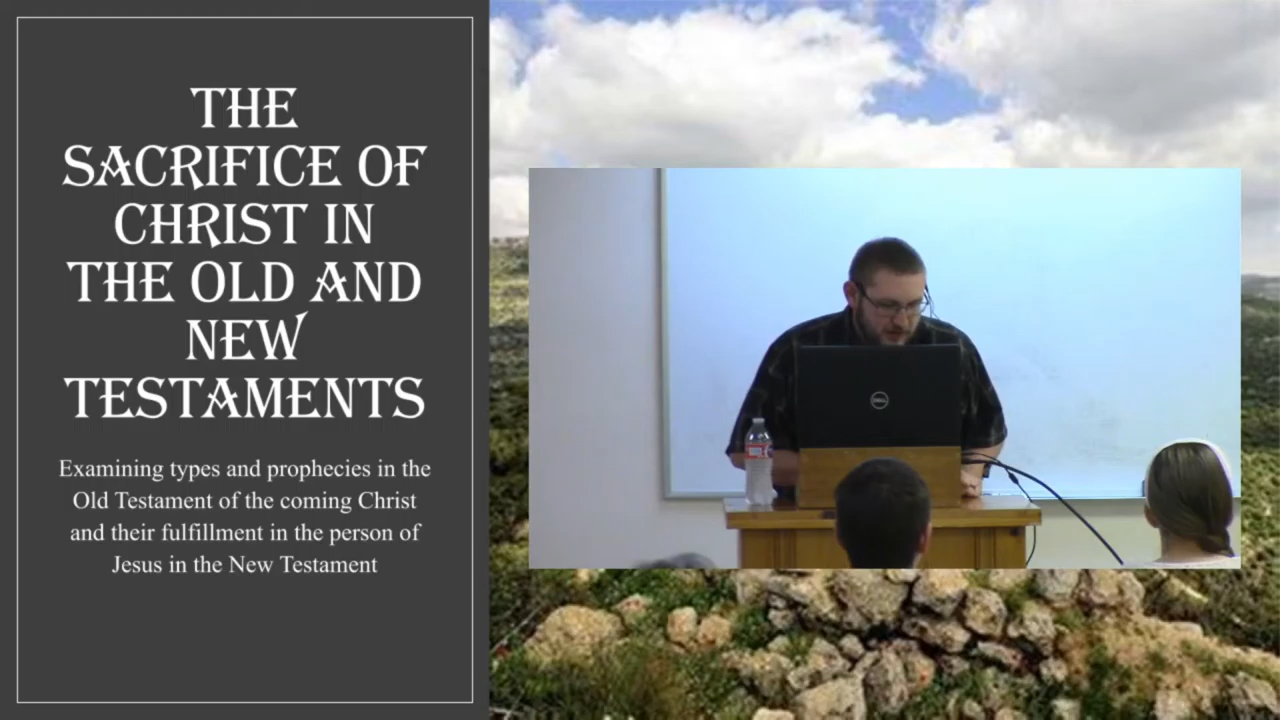 THE
SACRIFICE OF
CHRIST IN
THE OLD AND
NEW
TESTAMENTS
Examining types and prophecies in the
Old Testament of the coming Christ
and their fulfillment in the person of
Jesus in the New Testament
DELL